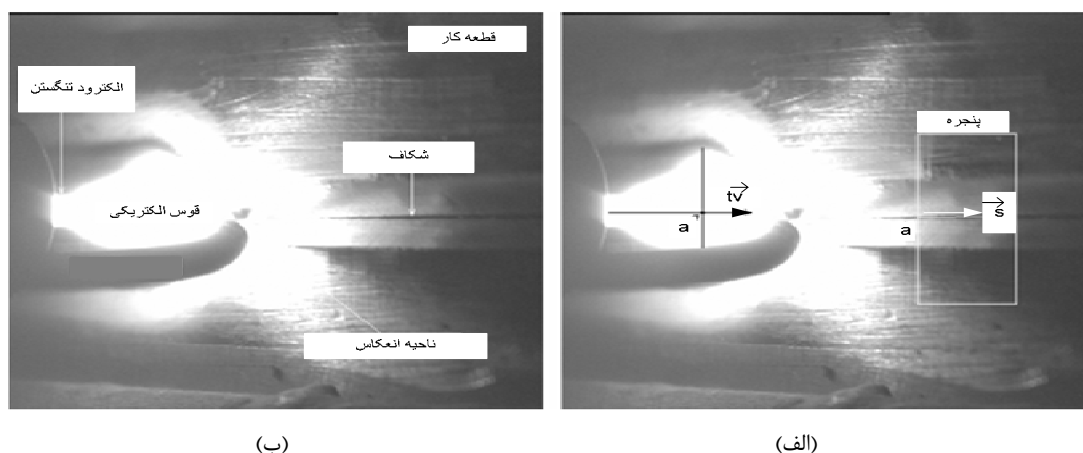 پنجره
tv
s
a
a
(الف)
قطعه کار
الکترود تنگستن
شکاف
قوس الکتریکی
ناحیه انعکاس
(ب)